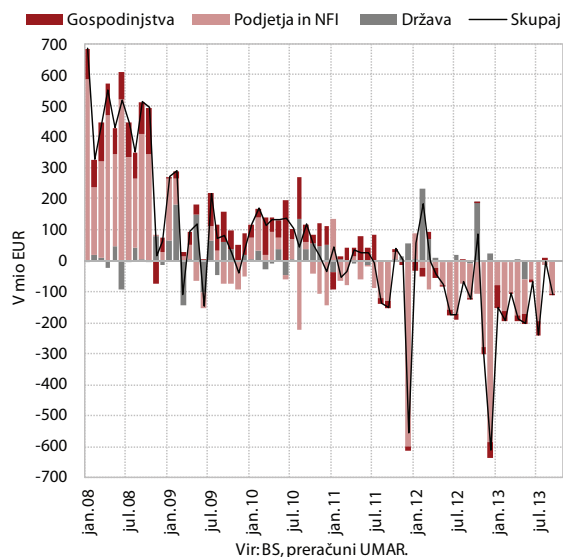 Gospodinjstva Podjetja in NFI Država Skupaj
700
600
500
400
300
200
100
0
-100
-200
-300
-400
-500
-600
-700
V mio EUR
jan. 08
jul. 08
jan. 09
jul. 09
jan. 10
jul. 10
jan. 11
jul. 11
jan. 12
jul. 12
jan. 13
jul. 13
Vir: BS, preračuni UMAR.